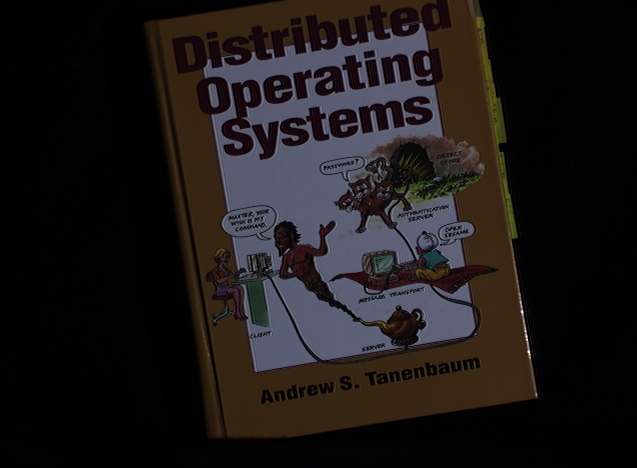 Distributed
Operating
Systems
PASSWORD?
OBJECT
STORE
MASTER, YOUR
WISH IS MY
COMMAND.
AUTHENTICATION
SERVER
OPEN
SESAME
MESSAGE TRANSPORT
CLIENT
SERVER
Andrew S. Tanenbaum